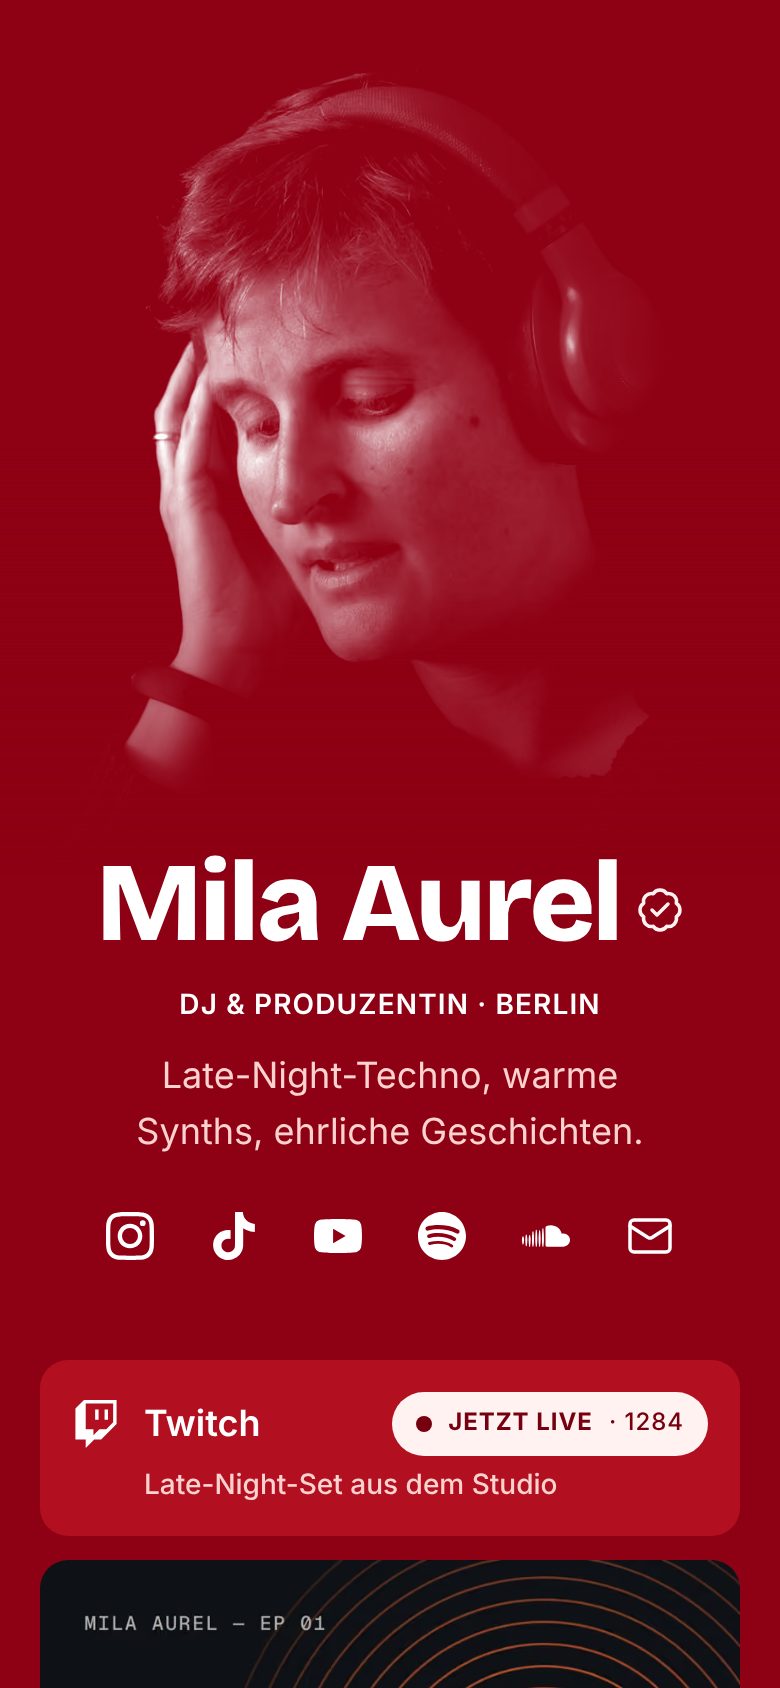 Mila Aurel
DJ & PRODUZENTIN · BERLIN
Late-Night-Techno, warme
Synths, ehrliche Geschichten.
Twitch
JETZT LIVE · 1284
Late-Night-Set aus dem Studio
MILA AUREL — EP 01